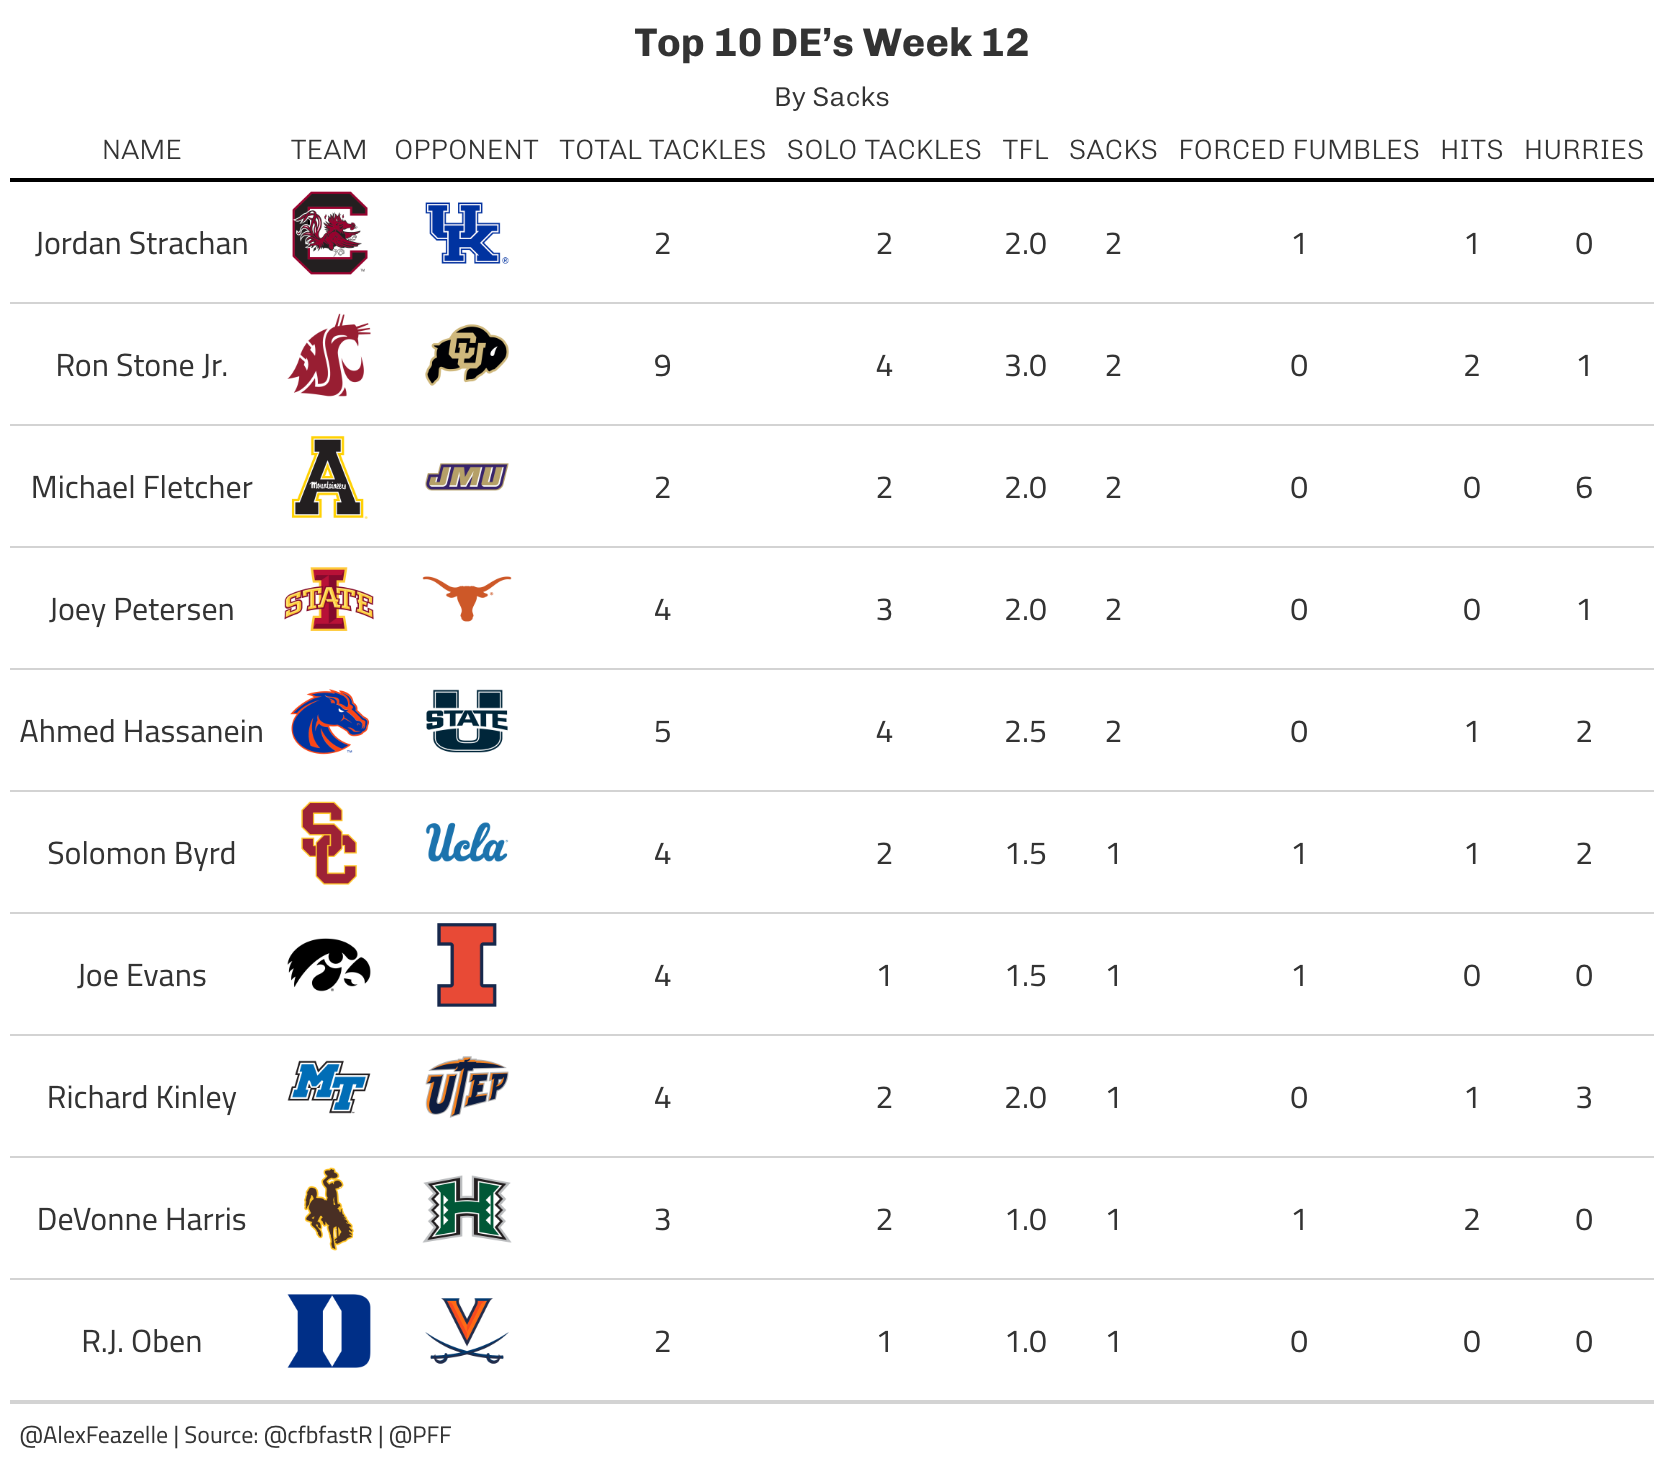 Top 10 DE’s Week 12
By Sacks
NAME TEAM OPPONENT TOTAL TACKLES SOLO TACKLES TFL SACKS FORCED FUMBLES HITS HURRIES
Jordan Strachan C UK 2 2 2.0 2 1 1 0
Ron Stone Jr. WSC CU 9 4 3.0 2 0 2 1
Michael Fletcher A Mountaineers JMU 2 2 2.0 2 0 0 6
Joey Petersen I STATE 4 3 2.0 2 0 0 1
Ahmed Hassanein U STATE 5 4 2.5 2 0 1 2
Solomon Byrd SC Ucla 4 2 1.5 1 1 1 2
Joe Evans I 4 1 1.5 1 1 0 0
Richard Kinley MT UTEP 4 2 2.0 1 0 1 3
DeVonne Harris H 3 2 1.0 1 1 2 0
R.J. Oben D V 2 1 1.0 1 0 0 0
@AlexFeazelle | Source: @cfbfastR | @PFF